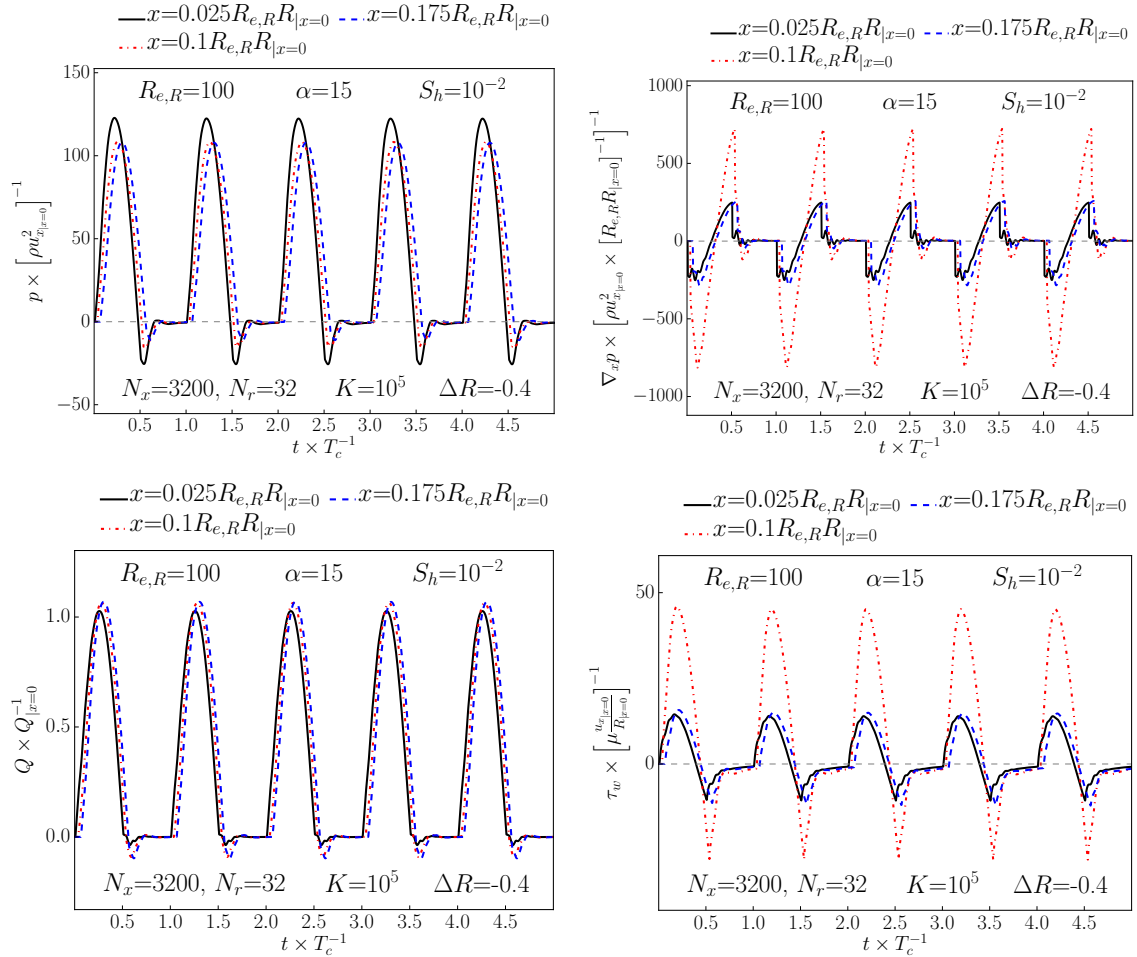 x=0.025R_{e,R}R_{|x=0} x=0.175R_{e,R}R_{|x=0}
x=0.1R_{e,R}R_{|x=0}
150
100
50
0
−50
R_{e,R}=100 α=15 S_h=10^{-2}
N_x=3200, N_r=32 K=10^5 ΔR=-0.4
0.5 1.0 1.5 2.0 2.5 3.0 3.5 4.0 4.5
t × T_c^{-1}
p × [ρu^2_{x_{|x=0}}]^{-1}
x=0.025R_{e,R}R_{|x=0} x=0.175R_{e,R}R_{|x=0}
x=0.1R_{e,R}R_{|x=0}
1000
500
0
−500
−1000
R_{e,R}=100 α=15 S_h=10^{-2}
N_x=3200, N_r=32 K=10^5 ΔR=-0.4
0.5 1.0 1.5 2.0 2.5 3.0 3.5 4.0 4.5
t × T_c^{-1}
∇_x p × [ρu^2_{x_{|x=0}} × [R_{e,R}R_{|x=0}]^{-1}]^{-1}
x=0.025R_{e,R}R_{|x=0} x=0.175R_{e,R}R_{|x=0}
x=0.1R_{e,R}R_{|x=0}
1.0
0.5
0.0
R_{e,R}=100 α=15 S_h=10^{-2}
N_x=3200, N_r=32 K=10^5 ΔR=-0.4
0.5 1.0 1.5 2.0 2.5 3.0 3.5 4.0 4.5
t × T_c^{-1}
Q × Q^{-1}_{|x=0}
x=0.025R_{e,R}R_{|x=0} x=0.175R_{e,R}R_{|x=0}
x=0.1R_{e,R}R_{|x=0}
50
0
R_{e,R}=100 α=15 S_h=10^{-2}
N_x=3200, N_r=32 K=10^5 ΔR=-0.4
0.5 1.0 1.5 2.0 2.5 3.0 3.5 4.0 4.5
t × T_c^{-1}
τ_w × [μ \frac{u_{x_{|x=0}}}{R_{|x=0}}]^{-1}